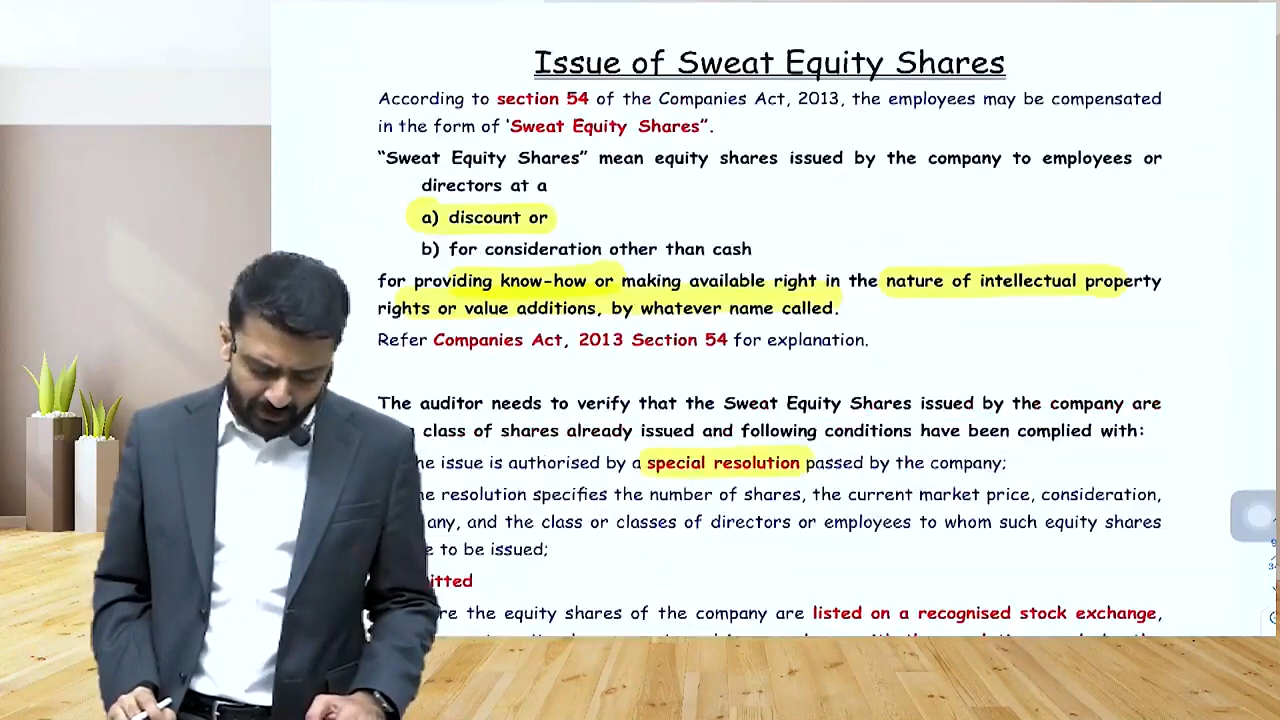 Issue of Sweat Equity Shares
According to section 54 of the Companies Act, 2013, the employees may be compensated
in the form of ‘Sweat Equity Shares”.
“Sweat Equity Shares” mean equity shares issued by the company to employees or
directors at a
a) discount or
b) for consideration other than cash
for providing know-how or making available right in the nature of intellectual property
rights or value additions, by whatever name called.
Refer Companies Act, 2013 Section 54 for explanation.
The auditor needs to verify that the Sweat Equity Shares issued by the company are
class of shares already issued and following conditions have been complied with:
issue is authorised by a special resolution passed by the company;
resolution specifies the number of shares, the current market price, consideration,
and the class or classes of directors or employees to whom such equity shares
to be issued;
the equity shares of the company are listed on a recognised stock exchange,